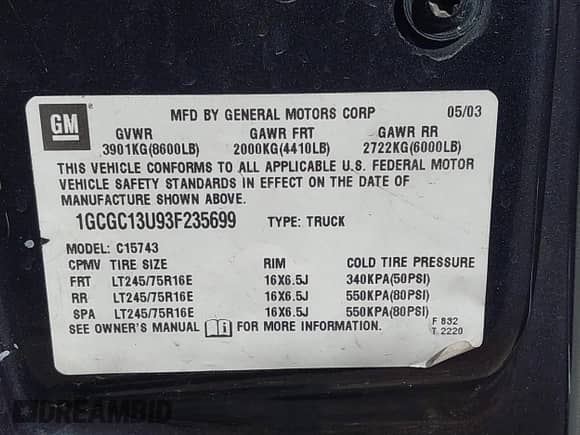 GM
MFD BY GENERAL MOTORS CORP 05/03
GVWR GAWR FRT GAWR RR
3901KG(8600LB) 2000KG(4410LB) 2722KG(6000LB)
THIS VEHICLE CONFORMS TO ALL APPLICABLE U.S. FEDERAL MOTOR
VEHICLE SAFETY STANDARDS IN EFFECT ON THE DATE OF
MANUFACTURE SHOWN ABOVE.
1GCGC13U93F235699 TYPE: TRUCK
MODEL: C15743
CPMV TIRE SIZE RIM COLD TIRE PRESSURE
FRT LT245/75R16E 16X6.5J 340KPA(50PSI)
RR LT245/75R16E 16X6.5J 550KPA(80PSI)
SPA LT245/75R16E 16X6.5J 550KPA(80PSI)
SEE OWNER'S MANUAL FOR MORE INFORMATION.
F 832
T 2220
DREAMBID